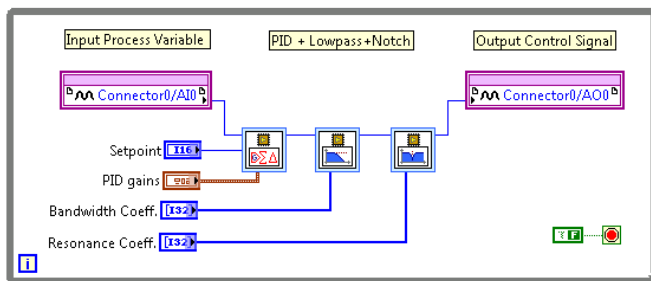 Input Process Variable
PID + Lowpass+Notch
Output Control Signal
Connector0/AI0
Connector0/AO0
Setpoint
I16
PID gains
Bandwidth Coeff.
[I32]
Resonance Coeff.
[I32]
F
i